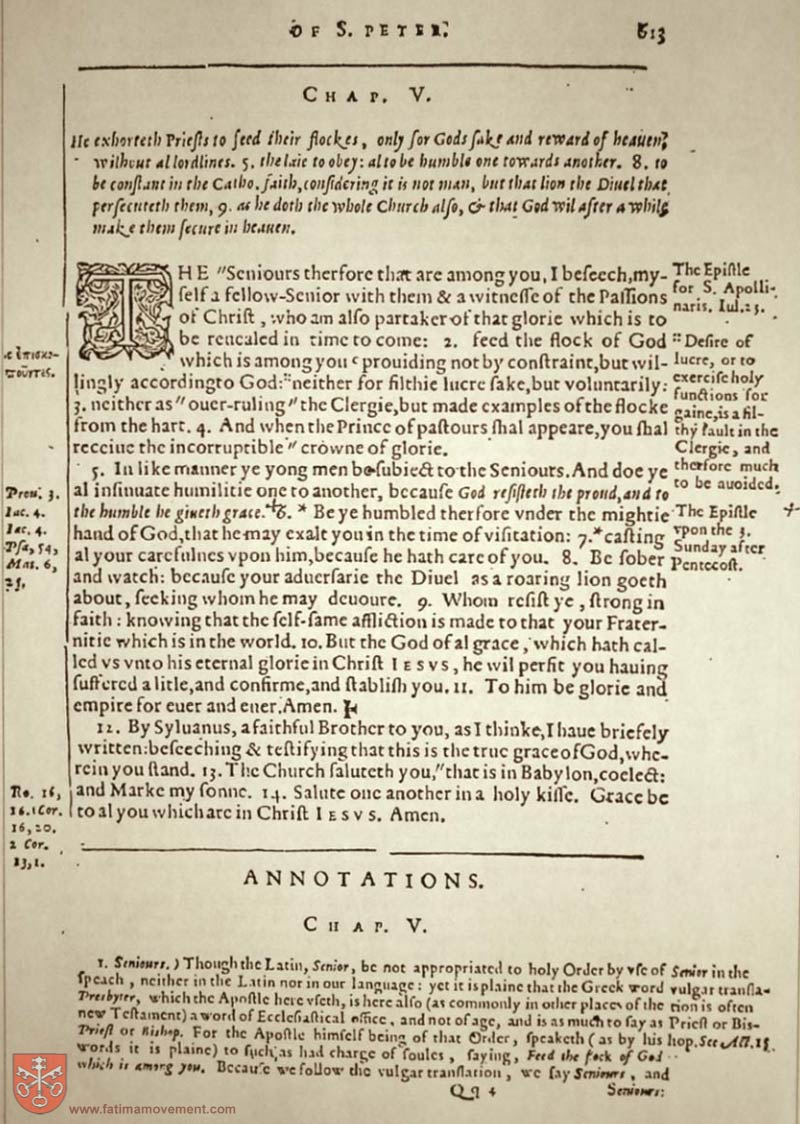 OF S. PETER. 613
CHAP. V.
He exhorteth Priests to feed their flockes, only for Gods sake and reward of heauen,
without al lordlines. 5. the laie to obey: al to be humble one towards another. 8. to
be constant in the Catho. faith, considering it is not man, but that lion the Diuel that
persecuteth them, 9. as he doth the whole Church also, & that God wil after a while
make them secure in heauen.
THE "Seniours therfore that are among you, I beseech, my-
self a fellow-Senior with them & a witnesse of the Passions
of Christ, who am also partaker of that glorie which is to
be reuealed in time to come: 2. feed the flock of God
which is among you ᶜ prouiding not by constraint, but wil-
lingly according to God: :: neither for filthie lucre sake, but voluntarily:
3. neither as " ouer-ruling " the Clergie, but made examples of the flocke
from the hart. 4. And when the Prince of pastours shal appeare, you shal
receiue the incorruptible " crowne of glorie.
5. In like manner ye yong men be subiect to the Seniours. And doe ye
al insinuate humilitie one to another, because God resisteth the proud, and to
the humble he giueth grace. ✠ 6. * Be ye humbled therfore vnder the mightie
hand of God, that he may exalt you in the time of visitation: 7. * casting
al your carefulnes vpon him, because he hath care of you. 8. Be sober
and watch: because your aduersarie the Diuel as a roaring lion goeth
about, seeking whom he may deuoure. 9. Whom resist ye, strong in
faith: knowing that the self-same affliction is made to that your Frater-
nitie which is in the world. 10. But the God of al grace, which hath cal-
led vs vnto his eternal glorie in Christ IESVS, he wil perfit you hauing
suffered a litle, and confirme, and stablish you. 11. To him be glorie and
empire for euer and euer. Amen.
12. By Syluanus, a faithful Brother to you, as I thinke, I haue briefely
written: beseeching & testifying that this is the true grace of God, whe-
rein you stand. 13. The Church saluteth you, " that is in Babylon, coelect:
and Marke my sonne. 14. Salute one another in a holy kisse. Grace be
to al you which are in Christ IESVS. Amen.
ᶜ ἐπισκο-
ποῦντες.
Prou. 3.
Iac. 4.
Iac. 4.
Psa, 54,
Mat. 6,
25.
Ro. 16,
16. 1 Cor.
16, 20.
2 Cor.
13, 1.
The Epistle
for S. Apolli-
naris. Iul. 23.
:: Desire of
lucre, or to
exercise holy
functions for
gaine, is a fil-
thy fault in the
Clergie, and
therfore much
to be auoided.
The Epistle
vpon the 3.
Sunday after
Pentecost.
ANNOTATIONS.
CHAP. V.
1. Seniours.) Though the Latin, Senior, be not appropriated to holy Order by vse of Senior in the
speach, neither in the Latin nor in our language: yet it is plaine that the Greek word vulgar transla-
Presbyter, which the Apostle here vseth, is here also (as commonly in other places of the tion is often
new Testament) a word of Ecclesiastical office, and not of age, and is as much to say as Priest or Bis-
Priest or Bishop. For the Apostle himself being of that Order, speaketh (as by his hop. See Act. 15
words it is plaine) to such as had charge of soules, saying, Feed the flock of God
which is among you. Because we follow the vulgar translation, we say Seniours, and
Qq 4 Seniours:
www.fatimamovement.com